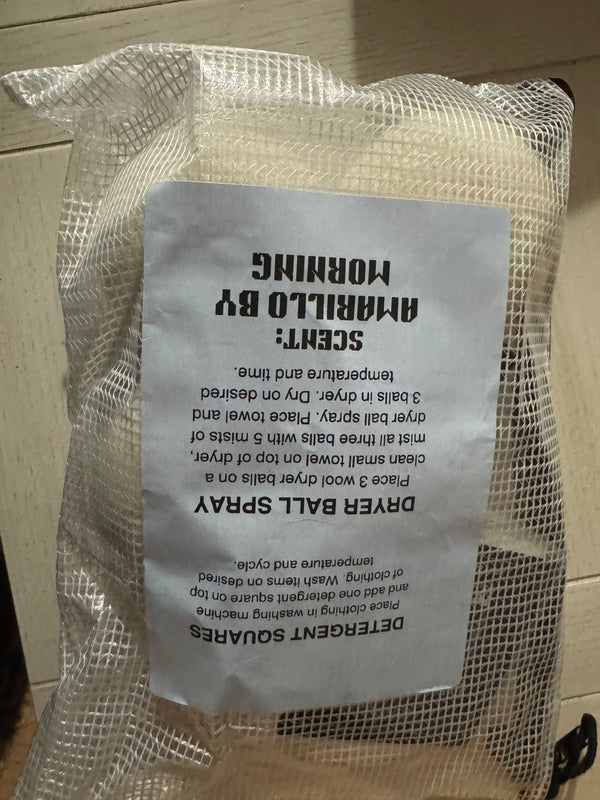 DETERGENT SQUARES
Place clothing in washing machine
and add one detergent square on top
of clothing. Wash items on desired
temperature and cycle.
DRYER BALL SPRAY
Place 3 wool dryer balls on a
clean small towel on top of dryer,
mist all three balls with 5 mists of
dryer ball spray. Place towel and
3 balls in dryer. Dry on desired
temperature and time.
SCENT:
AMARILLO BY
MORNING